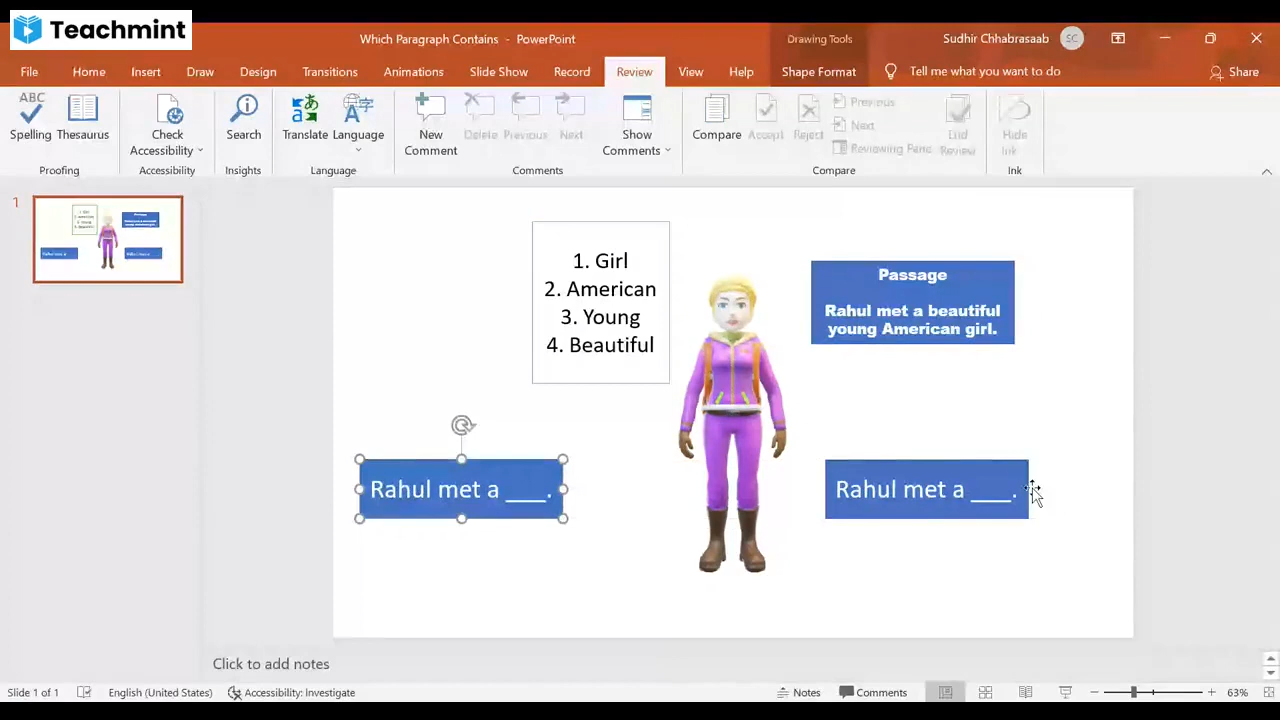 Teachmint
Which Paragraph Contains - PowerPoint
Drawing Tools
Sudhir Chhabrasaab
SC
File
Home
Insert
Draw
Design
Transitions
Animations
Slide Show
Record
Review
View
Help
Shape Format
Tell me what you want to do
Share
ABC
Spelling
Thesaurus
Proofing
Check
Accessibility
Accessibility
Search
Insights
Translate
Language
Language
New
Comment
Delete
Previous
Next
Show
Comments
Comments
Compare
Accept
Reject
Previous
Next
Reviewing Pane
End
Review
Compare
Hide
Ink
Ink
1
1. Girl
2. American
3. Young
4. Beautiful
Passage
Rahul met a beautiful
young American girl.
Rahul met a ___.
Rahul met a ___.
Click to add notes
Slide 1 of 1
English (United States)
Accessibility: Investigate
Notes
Comments
63%